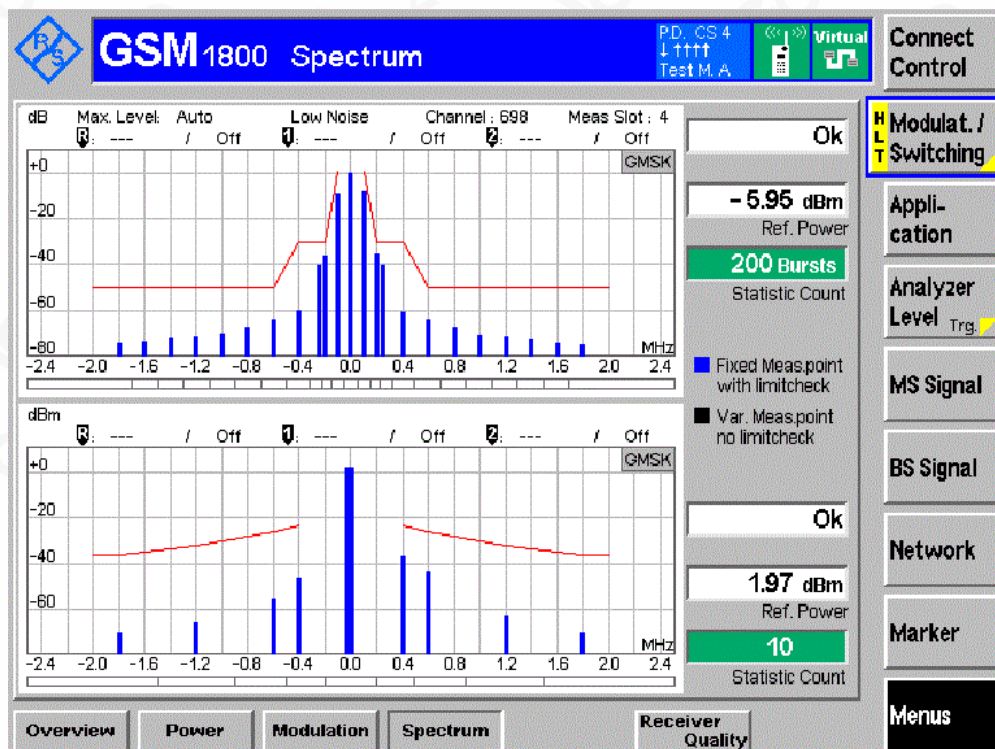 R/S
GSM 1800 Spectrum
P.D. CS 4
↓ ↑↑↑↑
Test M. A
Virtual
Connect
Control
dB Max. Level: Auto Low Noise Channel : 698 Meas Slot : 4
R : --- / Off 1 : --- / Off 2 : --- / Off
GMSK
+0
-20
-40
-60
-80
MHz
-2.4 -2.0 -1.6 -1.2 -0.8 -0.4 0.0 0.4 0.8 1.2 1.6 2.0 2.4
Ok
- 5.95 dBm
Ref. Power
200 Bursts
Statistic Count
Fixed Meas.point
with limitcheck
Var. Meas.point
no limitcheck
dBm
R : --- / Off 1 : --- / Off 2 : --- / Off
GMSK
+0
-20
-40
-60
MHz
-2.4 -2.0 -1.6 -1.2 -0.8 -0.4 0.0 0.4 0.8 1.2 1.6 2.0 2.4
Ok
1.97 dBm
Ref. Power
10
Statistic Count
HLT
Modulat. /
Switching
Appli-
cation
Analyzer
Level Trg.
MS Signal
BS Signal
Network
Marker
Menus
Overview Power Modulation Spectrum Receiver
Quality